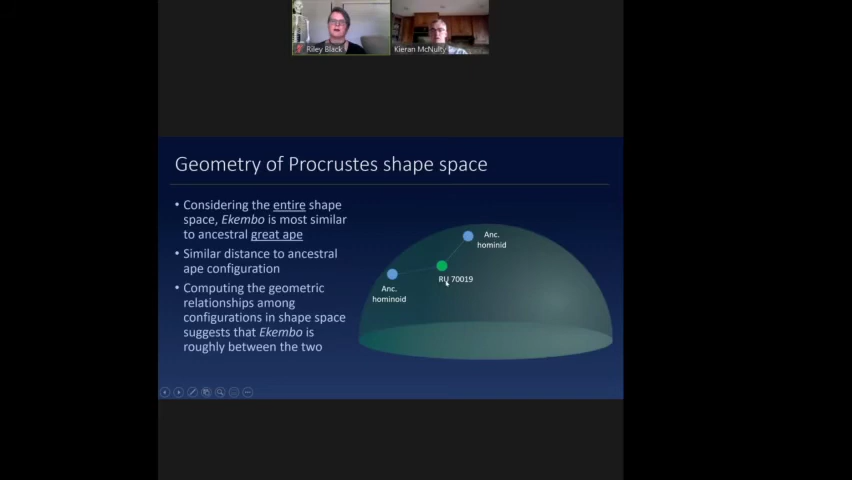 Riley Black
Kieran McNulty
Geometry of Procrustes shape space
• Considering the entire shape
space, Ekembo is most similar
to ancestral great ape
• Similar distance to ancestral
ape configuration
• Computing the geometric
relationships among
configurations in shape space
suggests that Ekembo is
roughly between the two
Anc.
hominid
RU 70019
Anc.
hominoid